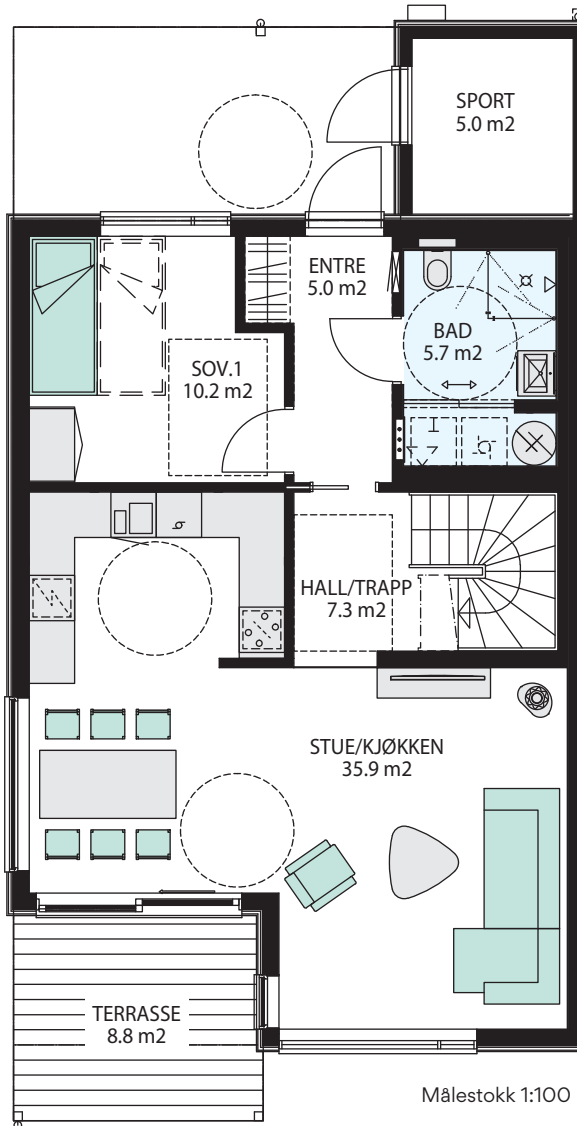 SPORT
5.0 m2
ENTRE
5.0 m2
BAD
5.7 m2
SOV.1
10.2 m2
HALL/TRAPP
7.3 m2
STUE/KJØKKEN
35.9 m2
TERRASSE
8.8 m2
Målestokk 1:100